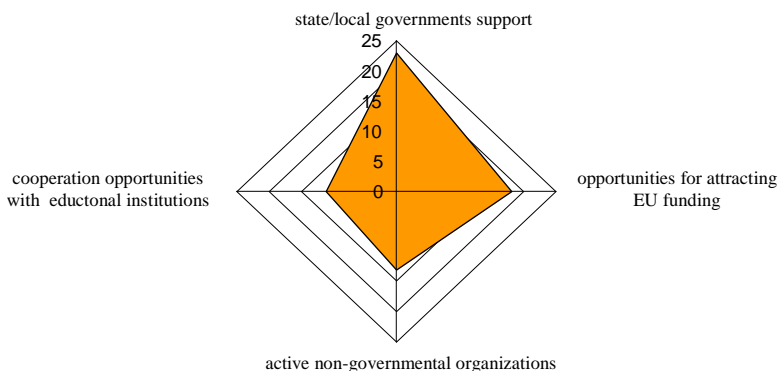 state/local governments support
25
20
15
10
5
0
cooperation opportunities
with eductonal institutions
opportunities for attracting
EU funding
active non-governmental organizations